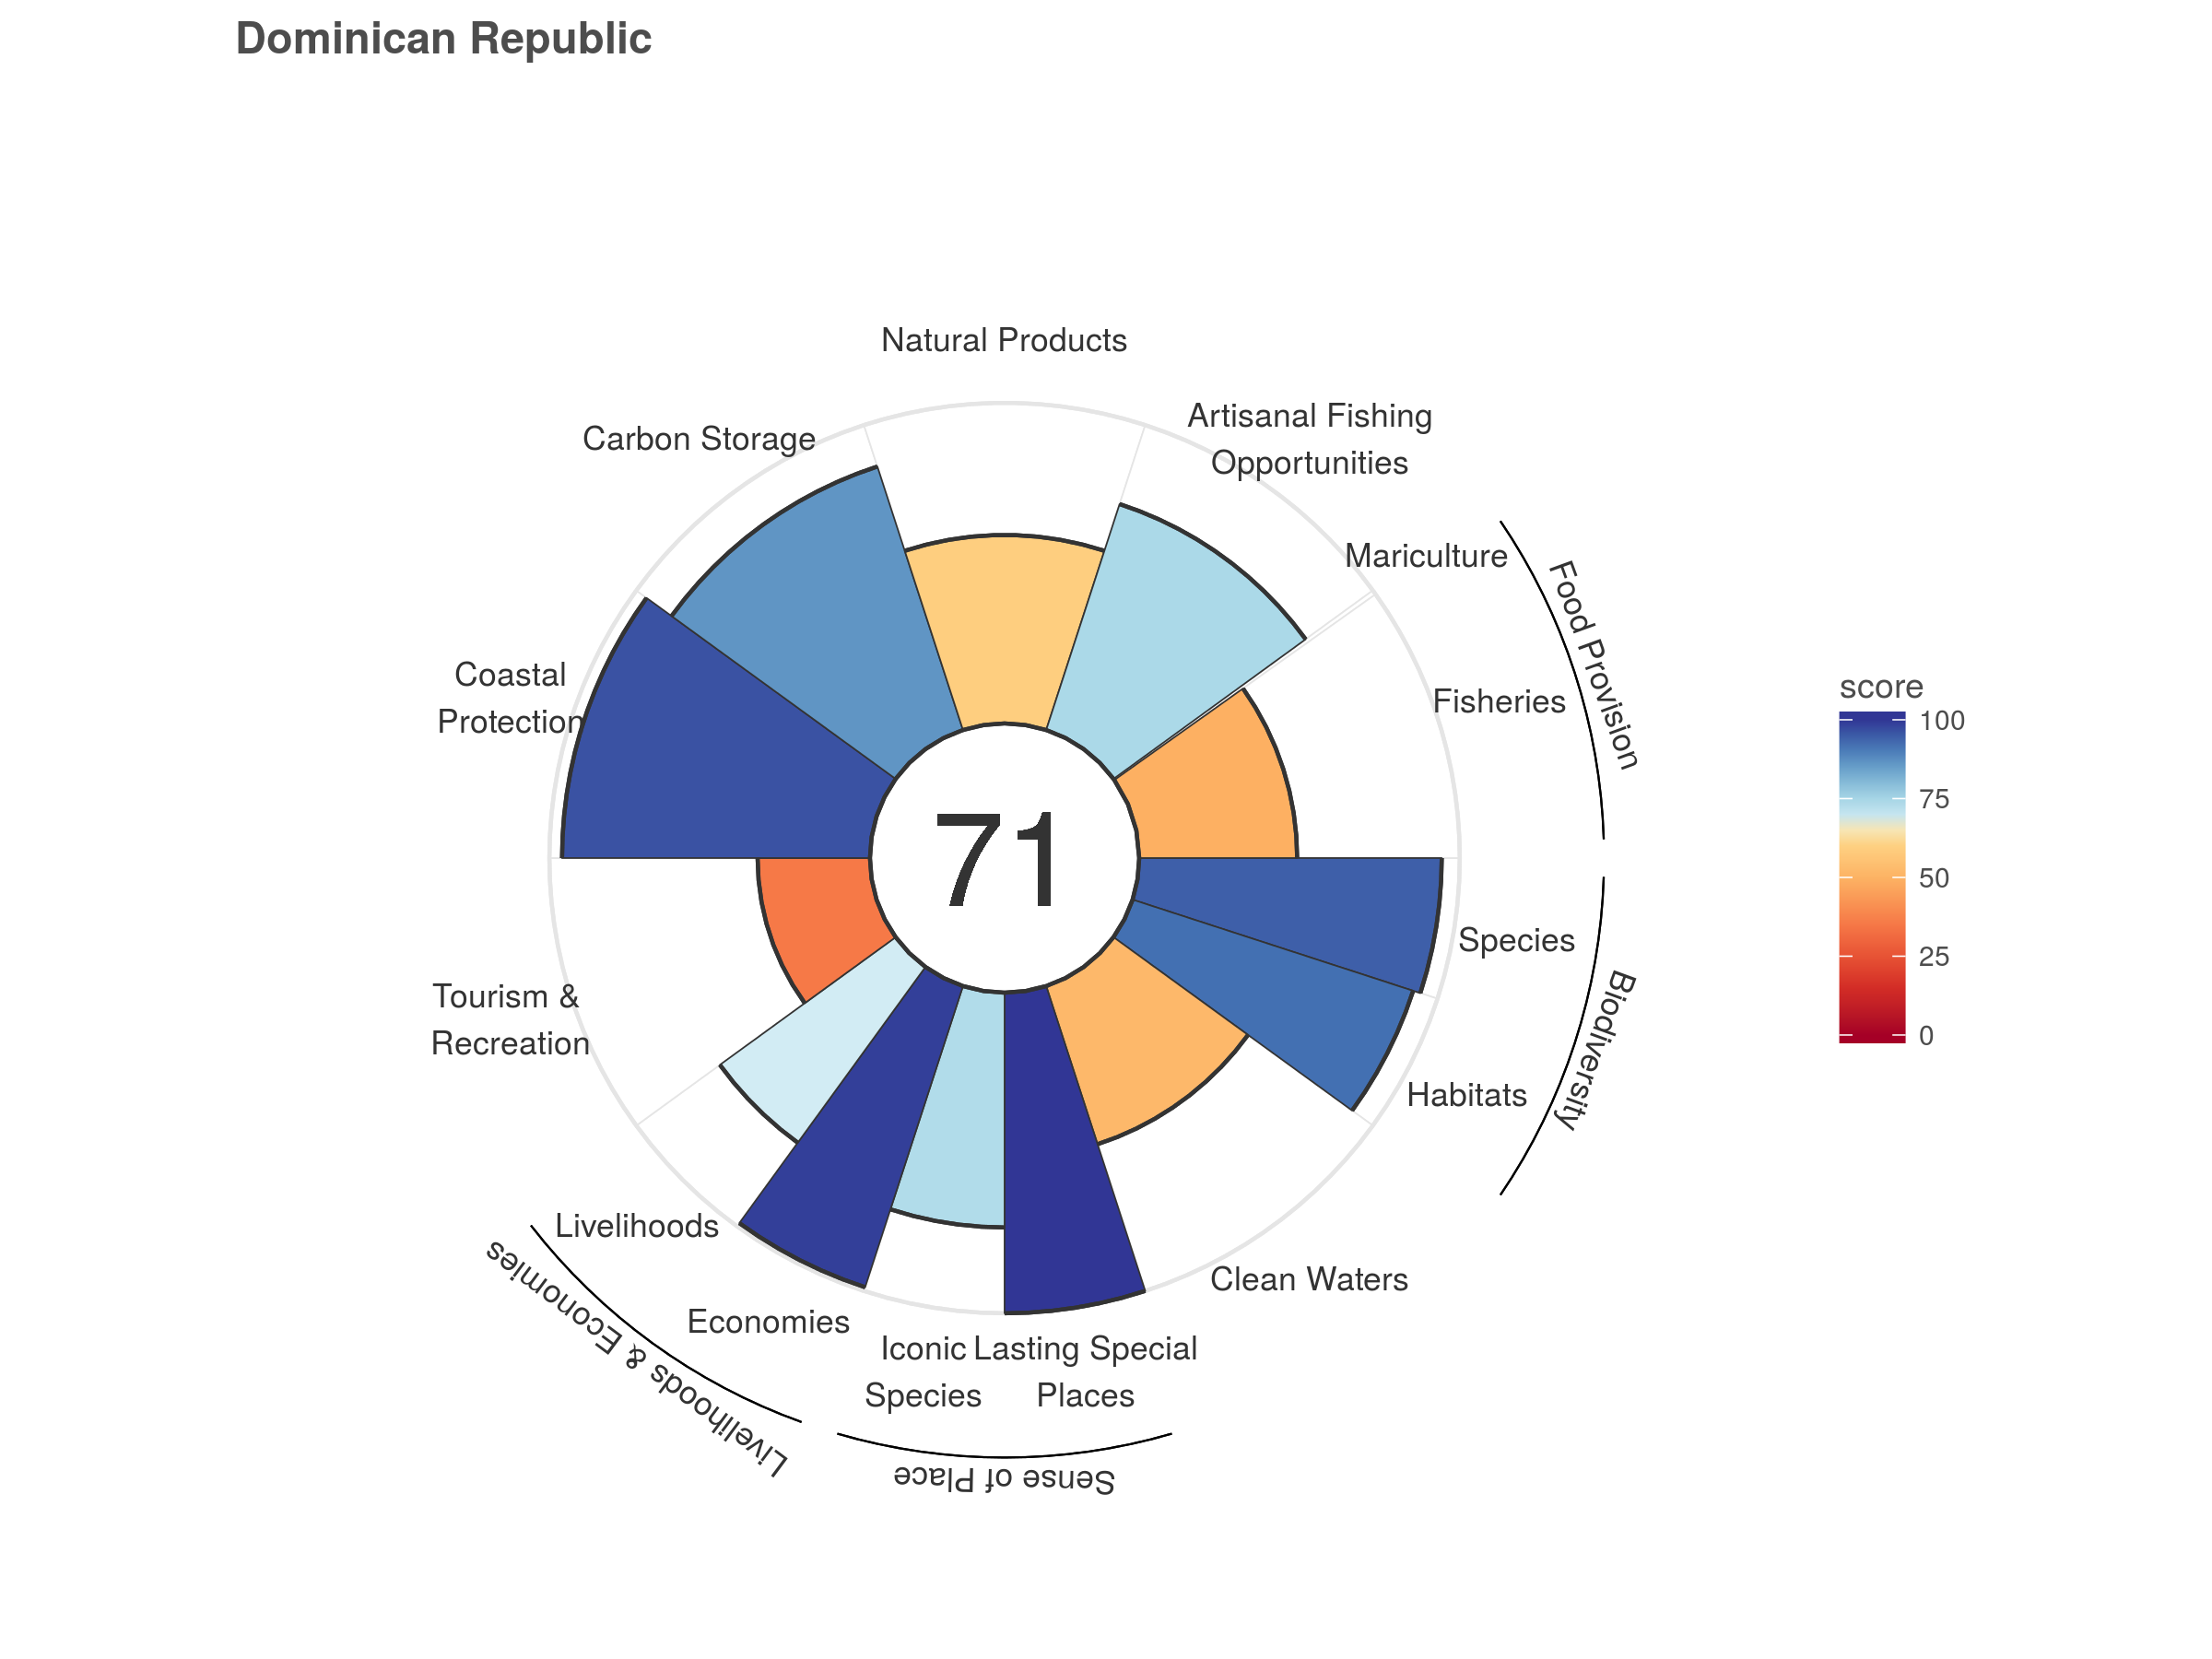 Dominican Republic
Natural Products
Artisanal Fishing
Opportunities
Carbon Storage
Mariculture
Food Provision
Fisheries
Coastal
Protection
71
score
100
75
50
25
0
Species
Biodiversity
Habitats
Tourism &
Recreation
Livelihoods
Clean Waters
Economies
Iconic
Species
Lasting Special
Places
Livelihoods & Economies
Sense of Place